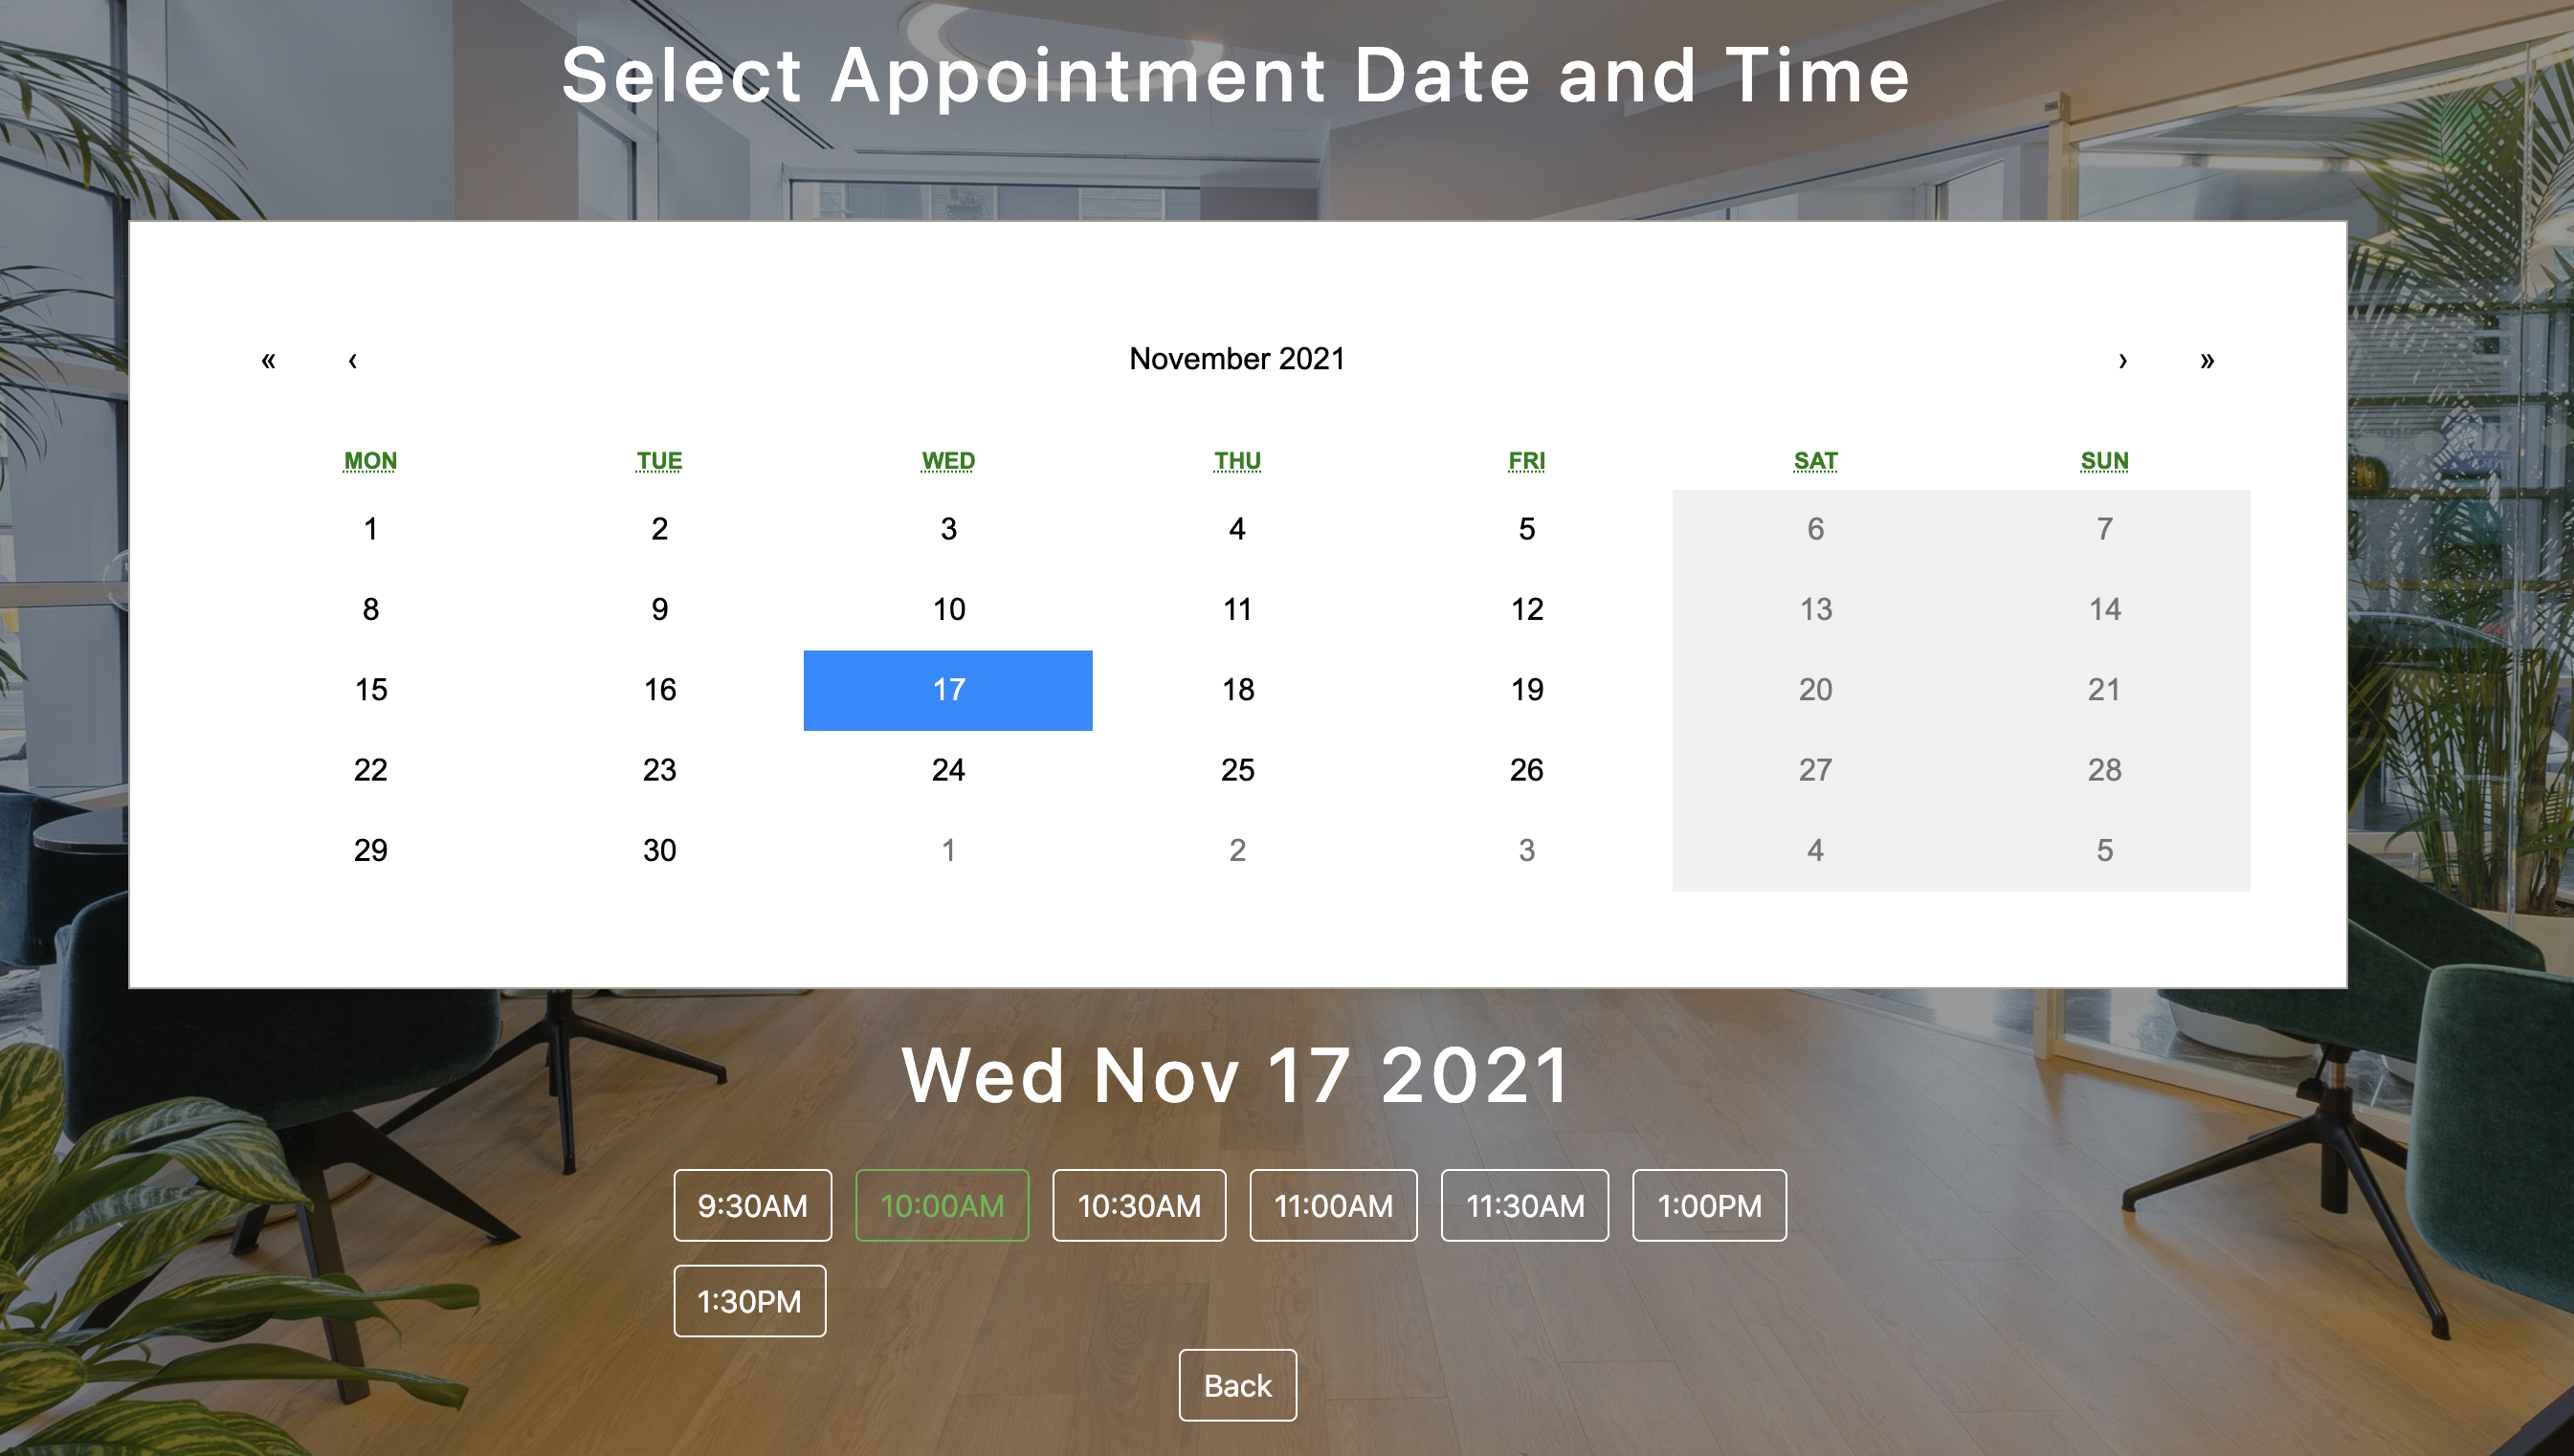 Select Appointment Date and Time
« ‹ November 2021 › »
MON TUE WED THU FRI SAT SUN
1 2 3 4 5 6 7
8 9 10 11 12 13 14
15 16 17 18 19 20 21
22 23 24 25 26 27 28
29 30 1 2 3 4 5
Wed Nov 17 2021
9:30AM 10:00AM 10:30AM 11:00AM 11:30AM 1:00PM
1:30PM
Back